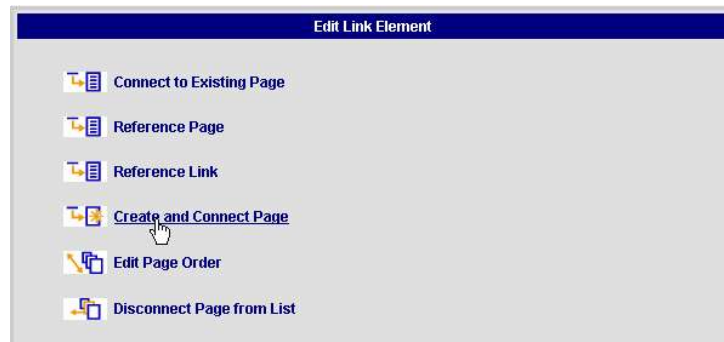 Edit Link Element
Connect to Existing Page
Reference Page
Reference Link
Create and Connect Page
Edit Page Order
Disconnect Page from List